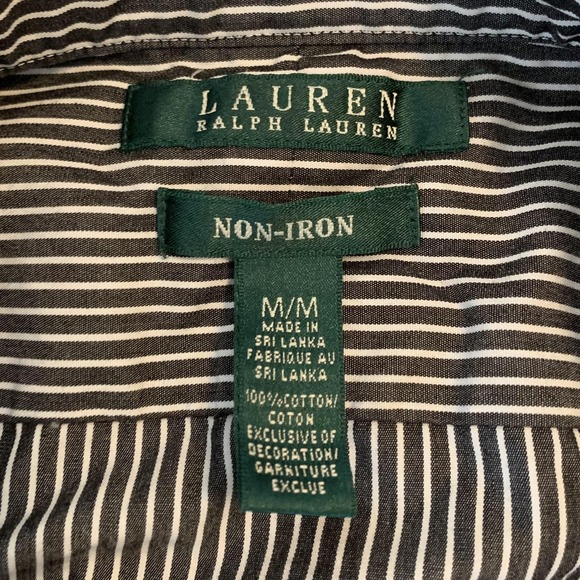 LAUREN
RALPH LAUREN
NON-IRON
M/M
MADE IN
SRI LANKA
FABRIQUE AU
SRI LANKA
100%COTTON/
COTON
EXCLUSIVE OF
DECORATION/
GARNITURE
EXCLUE